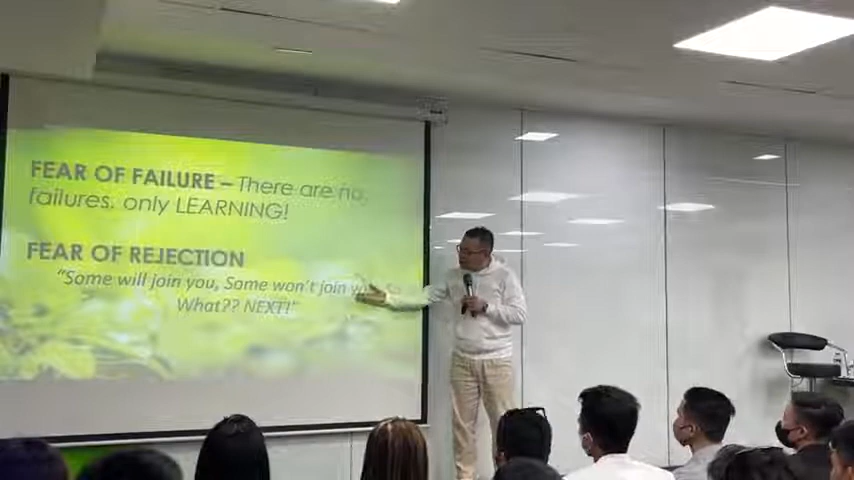 FEAR OF FAILURE – There are no
failures. only LEARNING!
FEAR OF REJECTION
"Some will join you, Some won't join
What?? NEXT!"